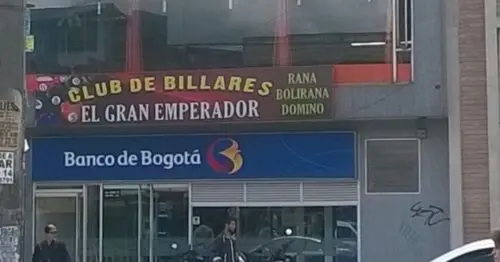 CLUB DE BILLARES
EL GRAN EMPERADOR
RANA
BOLIRANA
DOMINO
Banco de Bogotá